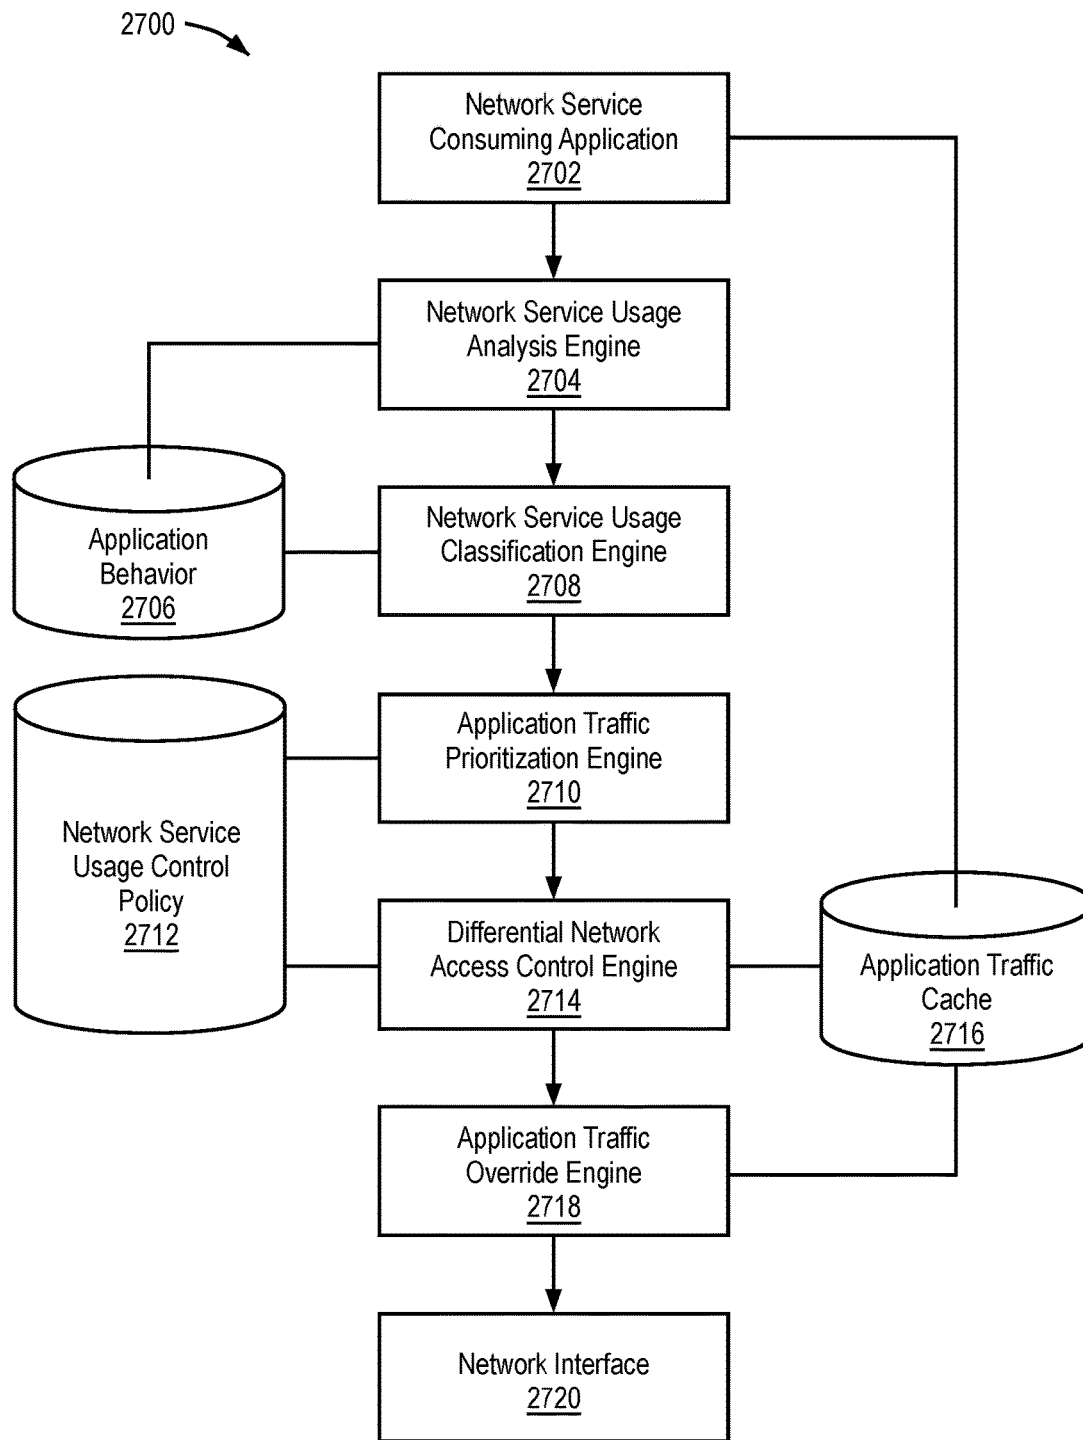 2700
Network Service
Consuming Application
2702
Network Service Usage
Analysis Engine
2704
Application
Behavior
2706
Network Service Usage
Classification Engine
2708
Application Traffic
Prioritization Engine
2710
Network Service
Usage Control
Policy
2712
Differential Network
Access Control Engine
2714
Application Traffic
Cache
2716
Application Traffic
Override Engine
2718
Network Interface
2720